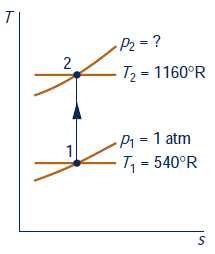 T
p₂ = ?
2
T₂ = 1160°R
p₁ = 1 atm
1
T₁ = 540°R
s